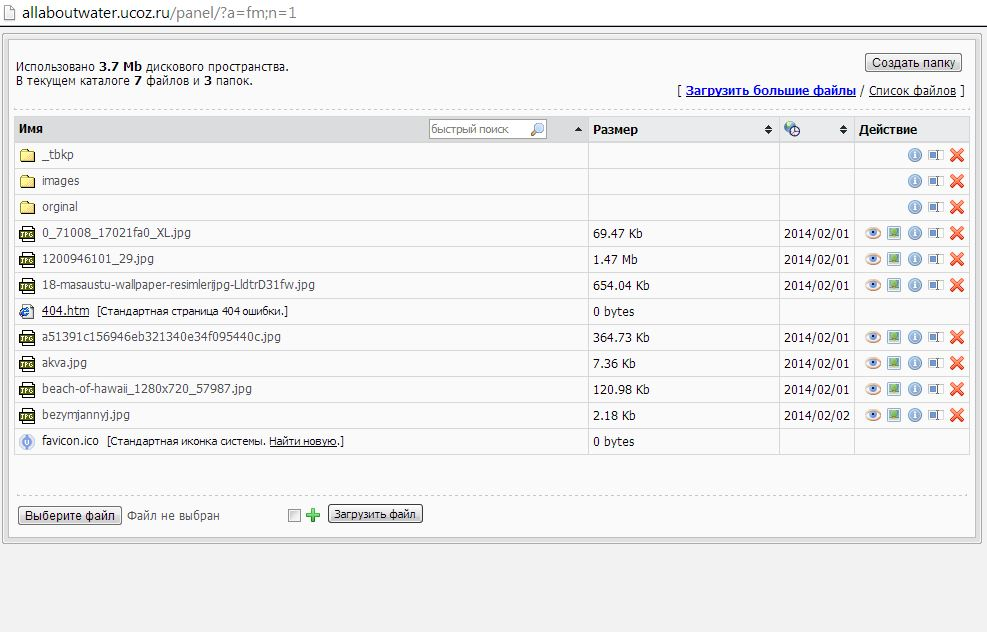 allaboutwater.ucoz.ru/panel/?a=fm;n=1
Использовано 3.7 Mb дискового пространства.
В текущем каталоге 7 файлов и 3 папок.
Создать папку
[ Загрузить большие файлы / Список файлов ]
Имя быстрый поиск Размер Действие
_tbkp
images
orginal
0_71008_17021fa0_XL.jpg 69.47 Kb 2014/02/01
1200946101_29.jpg 1.47 Mb 2014/02/01
18-masaustu-wallpaper-resimlerijpg-LldtrD31fw.jpg 654.04 Kb 2014/02/01
404.htm [Стандартная страница 404 ошибки.] 0 bytes
a51391c156946eb321340e34f095440c.jpg 364.73 Kb 2014/02/01
akva.jpg 7.36 Kb 2014/02/01
beach-of-hawaii_1280x720_57987.jpg 120.98 Kb 2014/02/01
bezymjannyj.jpg 2.18 Kb 2014/02/02
favicon.ico [Стандартная иконка системы. Найти новую.] 0 bytes
Выберите файл Файл не выбран Загрузить файл